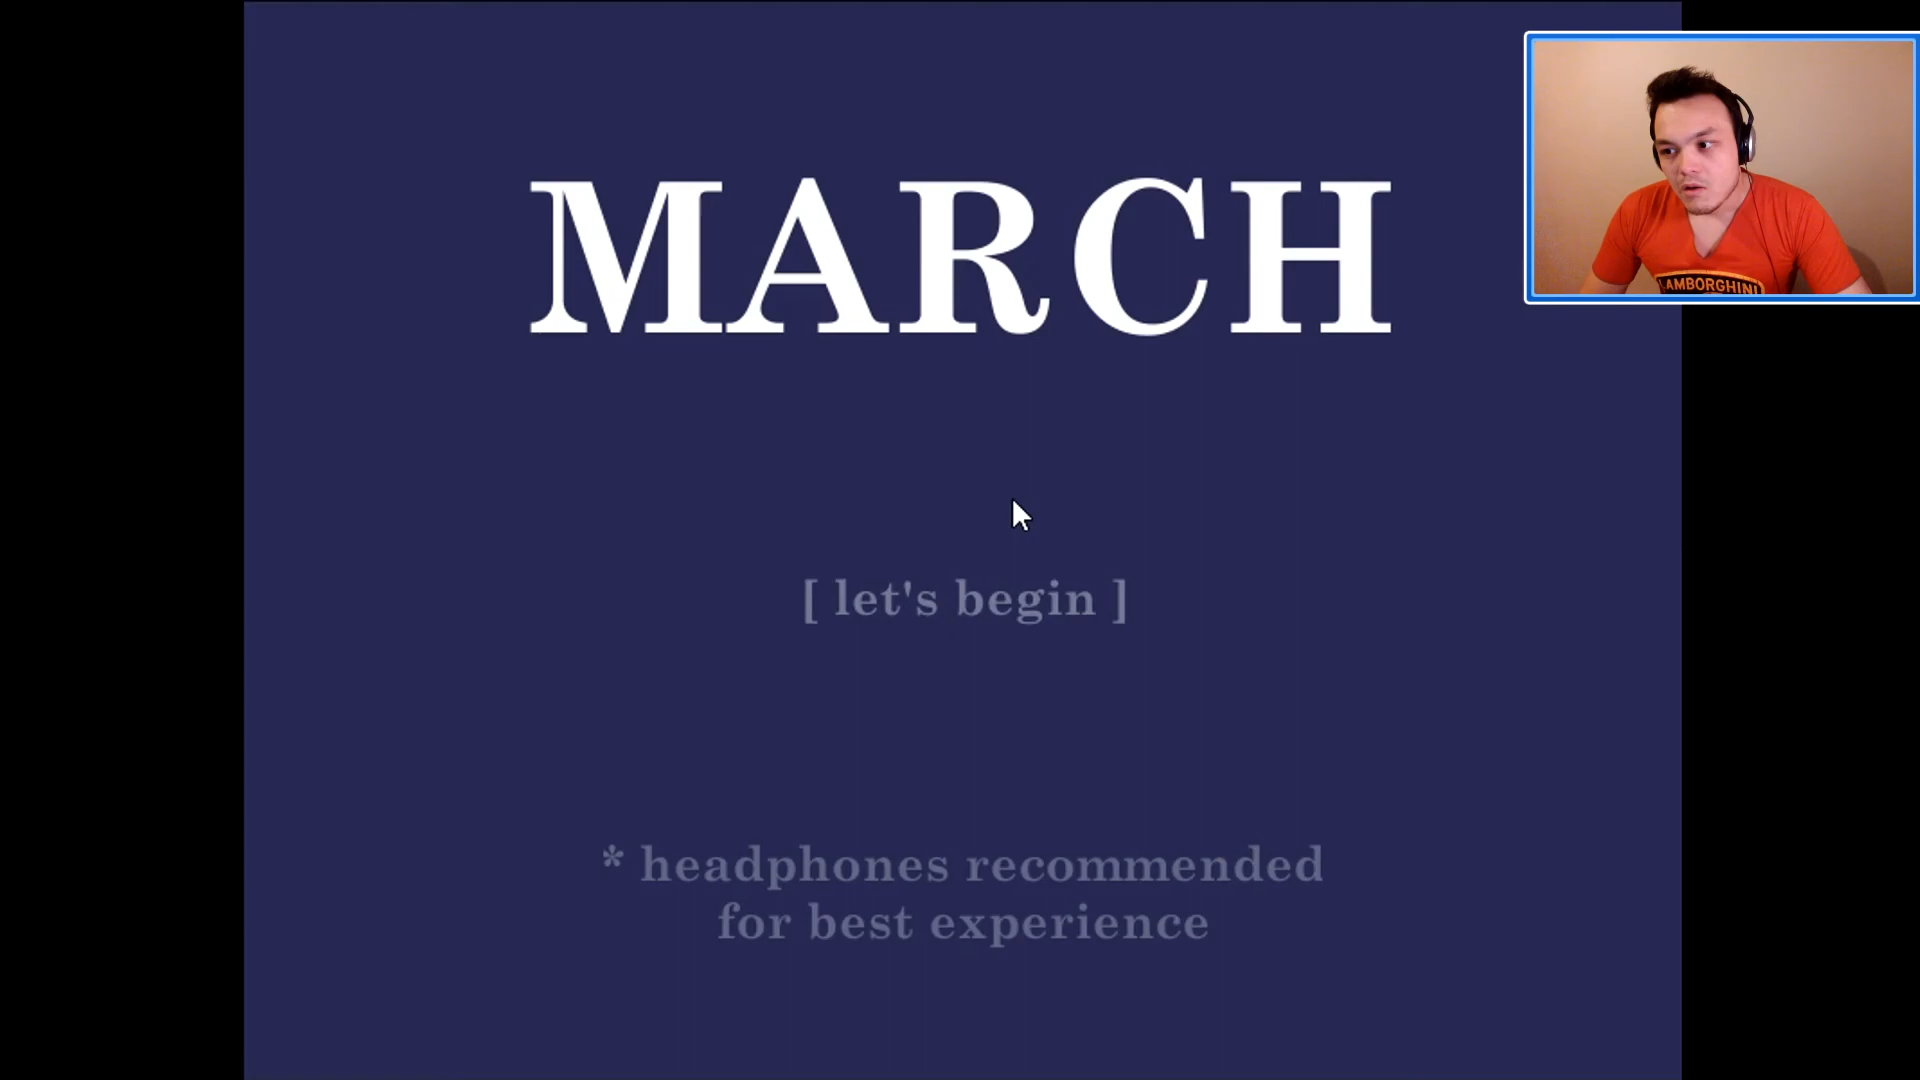 MARCH
[ let's begin ]
* headphones recommended
for best experience
LAMBORGHINI